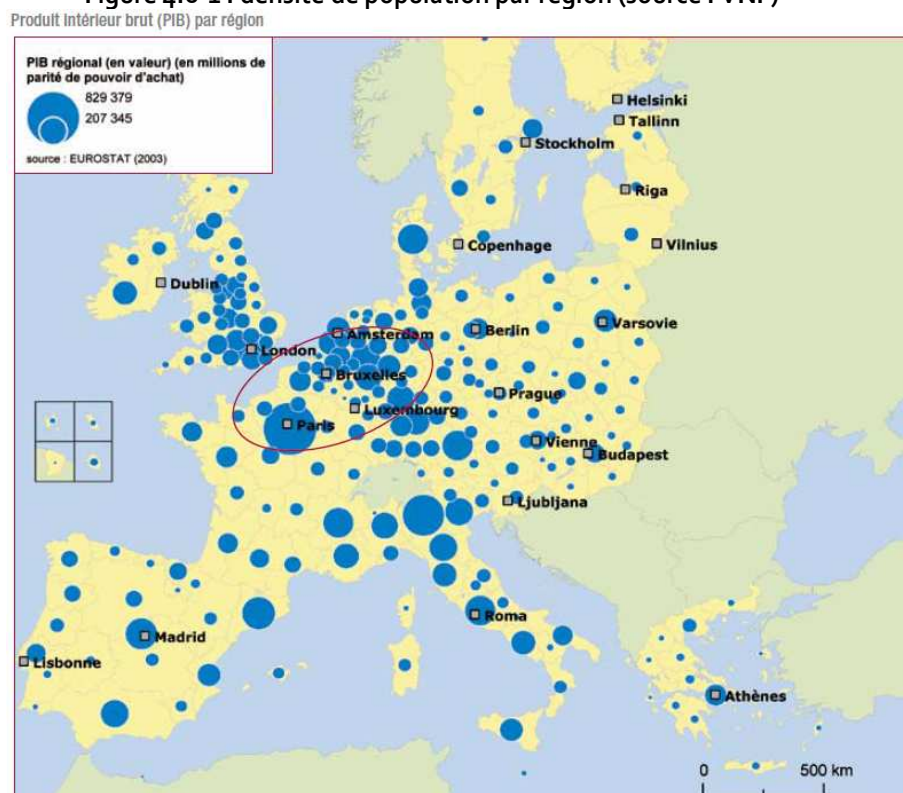 Figure 4.6-1 : densité de population par région (source : VNF)
Produit Intérieur brut (PIB) par région
PIB régional (en valeur) (en millions de
parité de pouvoir d'achat)
829 379
207 345
source : EUROSTAT (2003)
Helsinki
Tallinn
Stockholm
Riga
Copenhage
Vilnius
Dublin
Amsterdam
Berlin
Varsovie
London
Bruxelles
Prague
Luxembourg
Paris
Vienne
Budapest
Ljubljana
Roma
Madrid
Lisbonne
Athènes
0 500 km